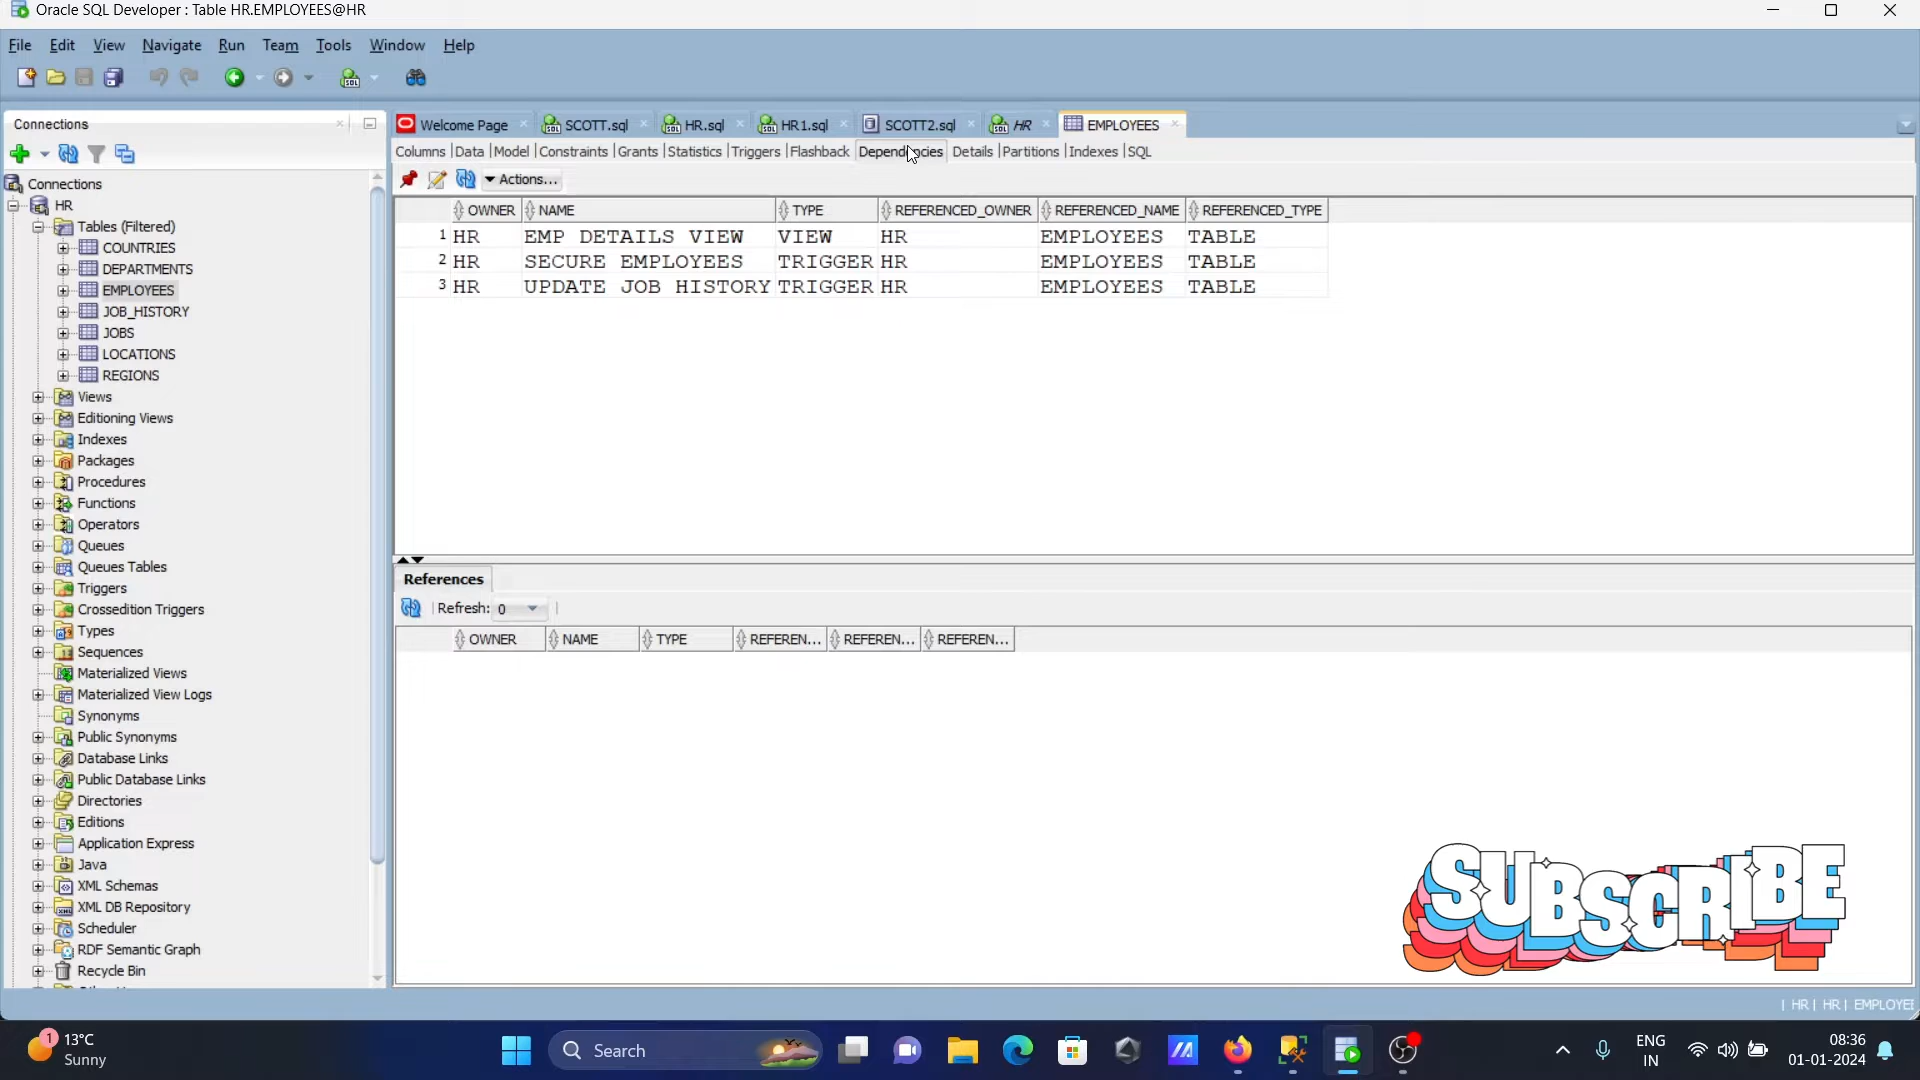 Oracle SQL Developer : Table HR.EMPLOYEES@HR
File Edit View Navigate Run Team Tools Window Help
Connections
Welcome Page SCOTT.sql HR.sql HR1.sql SCOTT2.sql HR EMPLOYEES
Columns Data Model Constraints Grants Statistics Triggers Flashback Dependencies Details Partitions Indexes SQL
Actions...
OWNER NAME TYPE REFERENCED_OWNER REFERENCED_NAME REFERENCED_TYPE
1 HR EMP DETAILS VIEW VIEW HR EMPLOYEES TABLE
2 HR SECURE EMPLOYEES TRIGGER HR EMPLOYEES TABLE
3 HR UPDATE JOB HISTORY TRIGGER HR EMPLOYEES TABLE
Connections
HR
Tables (Filtered)
COUNTRIES
DEPARTMENTS
EMPLOYEES
JOB_HISTORY
JOBS
LOCATIONS
REGIONS
Views
Editioning Views
Indexes
Packages
Procedures
Functions
Operators
Queues
Queues Tables
Triggers
Crossedition Triggers
Types
Sequences
Materialized Views
Materialized View Logs
Synonyms
Public Synonyms
Database Links
Public Database Links
Directories
Editions
Application Express
Java
XML Schemas
XML DB Repository
Scheduler
RDF Semantic Graph
Recycle Bin
References
Refresh: 0
OWNER NAME TYPE REFEREN... REFEREN... REFEREN...
SUBSCRIBE
| HR | HR | EMPLOYEE
1 13°C
Sunny
Search
ENG
IN
08:36
01-01-2024